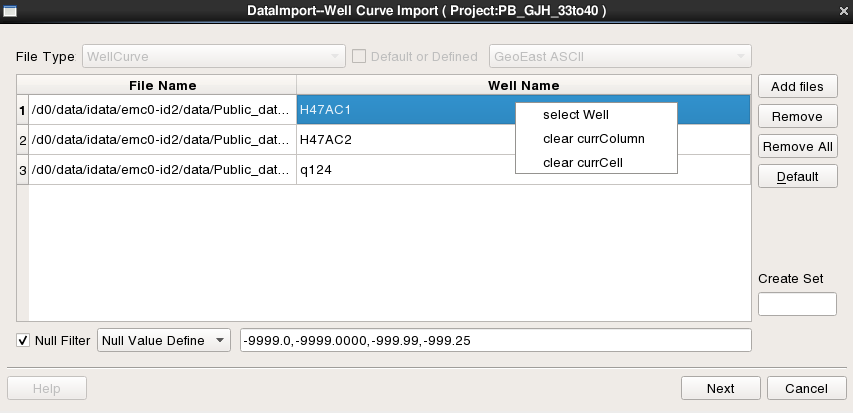 DataImport--Well Curve Import ( Project:PB_GJH_33to40 )
File Type WellCurve Default or Defined GeoEast ASCII
File Name Well Name
1 /d0/data/idata/emc0-id2/data/Public_dat... H47AC1
2 /d0/data/idata/emc0-id2/data/Public_dat... H47AC2
3 /d0/data/idata/emc0-id2/data/Public_dat... q124
select Well
clear currColumn
clear currCell
Add files
Remove
Remove All
Default
Create Set
Null Filter Null Value Define -9999.0,-9999.0000,-999.99,-999.25
Help Next Cancel